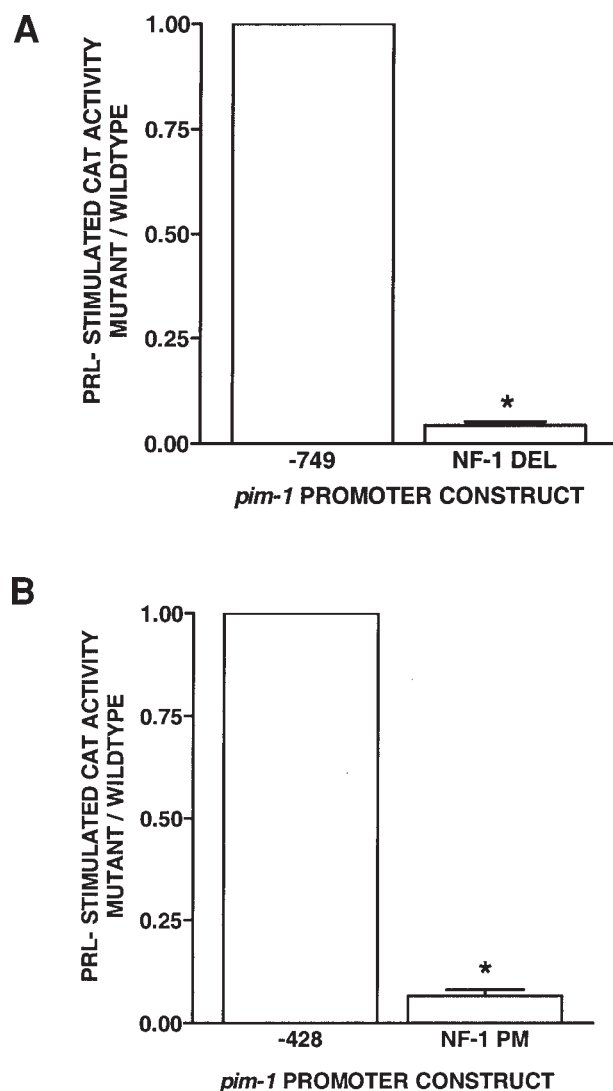 A
PRL- STIMULATED CAT ACTIVITY
MUTANT / WILDTYPE
1.00
0.75
0.50
0.25
0.00
*
-749
NF-1 DEL
pim-1 PROMOTER CONSTRUCT
B
PRL- STIMULATED CAT ACTIVITY
MUTANT / WILDTYPE
1.00
0.75
0.50
0.25
0.00
*
-428
NF-1 PM
pim-1 PROMOTER CONSTRUCT